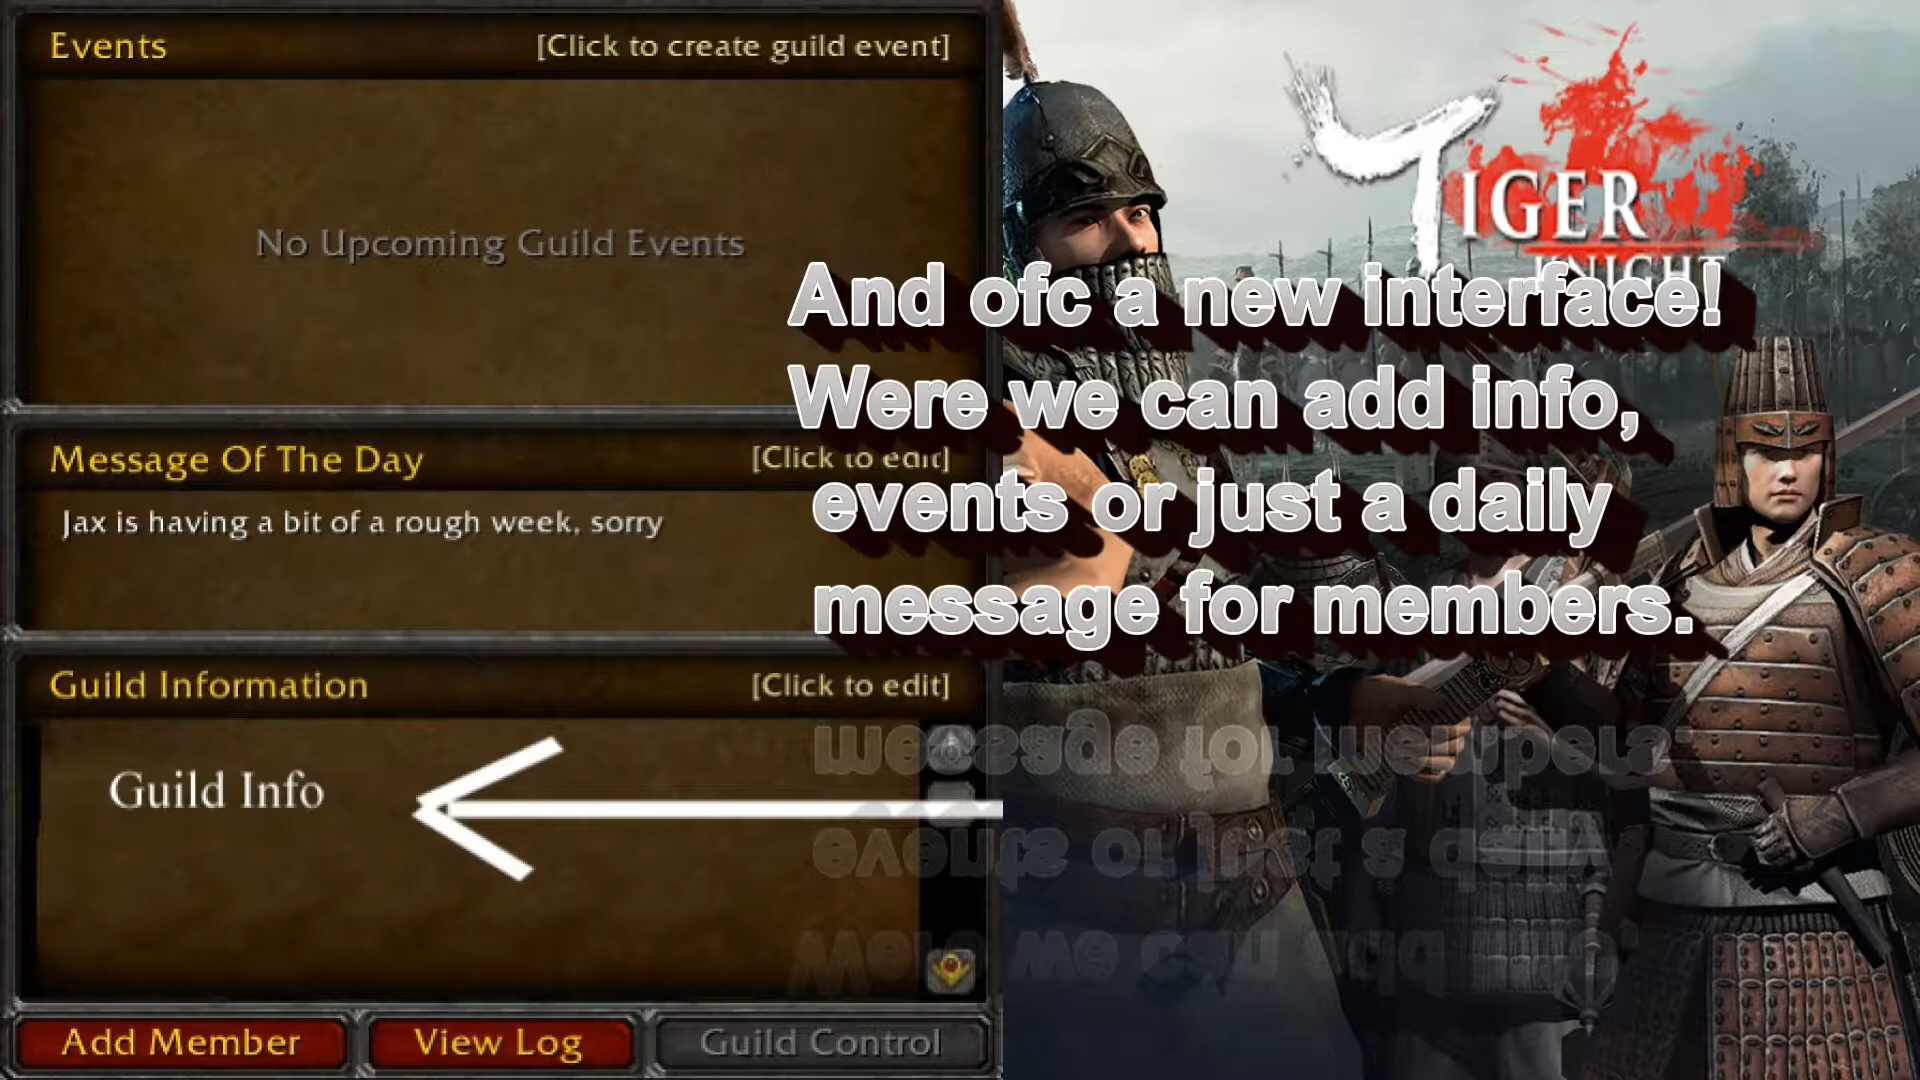 Events
[Click to create guild event]
No Upcoming Guild Events
Message Of The Day
[Click to edit]
Jax is having a bit of a rough week, sorry
Guild Information
[Click to edit]
Guild Info
Add Member
View Log
Guild Control
TIGER
KNIGHT
And ofc a new interface!
Were we can add info,
events or just a daily
message for members.